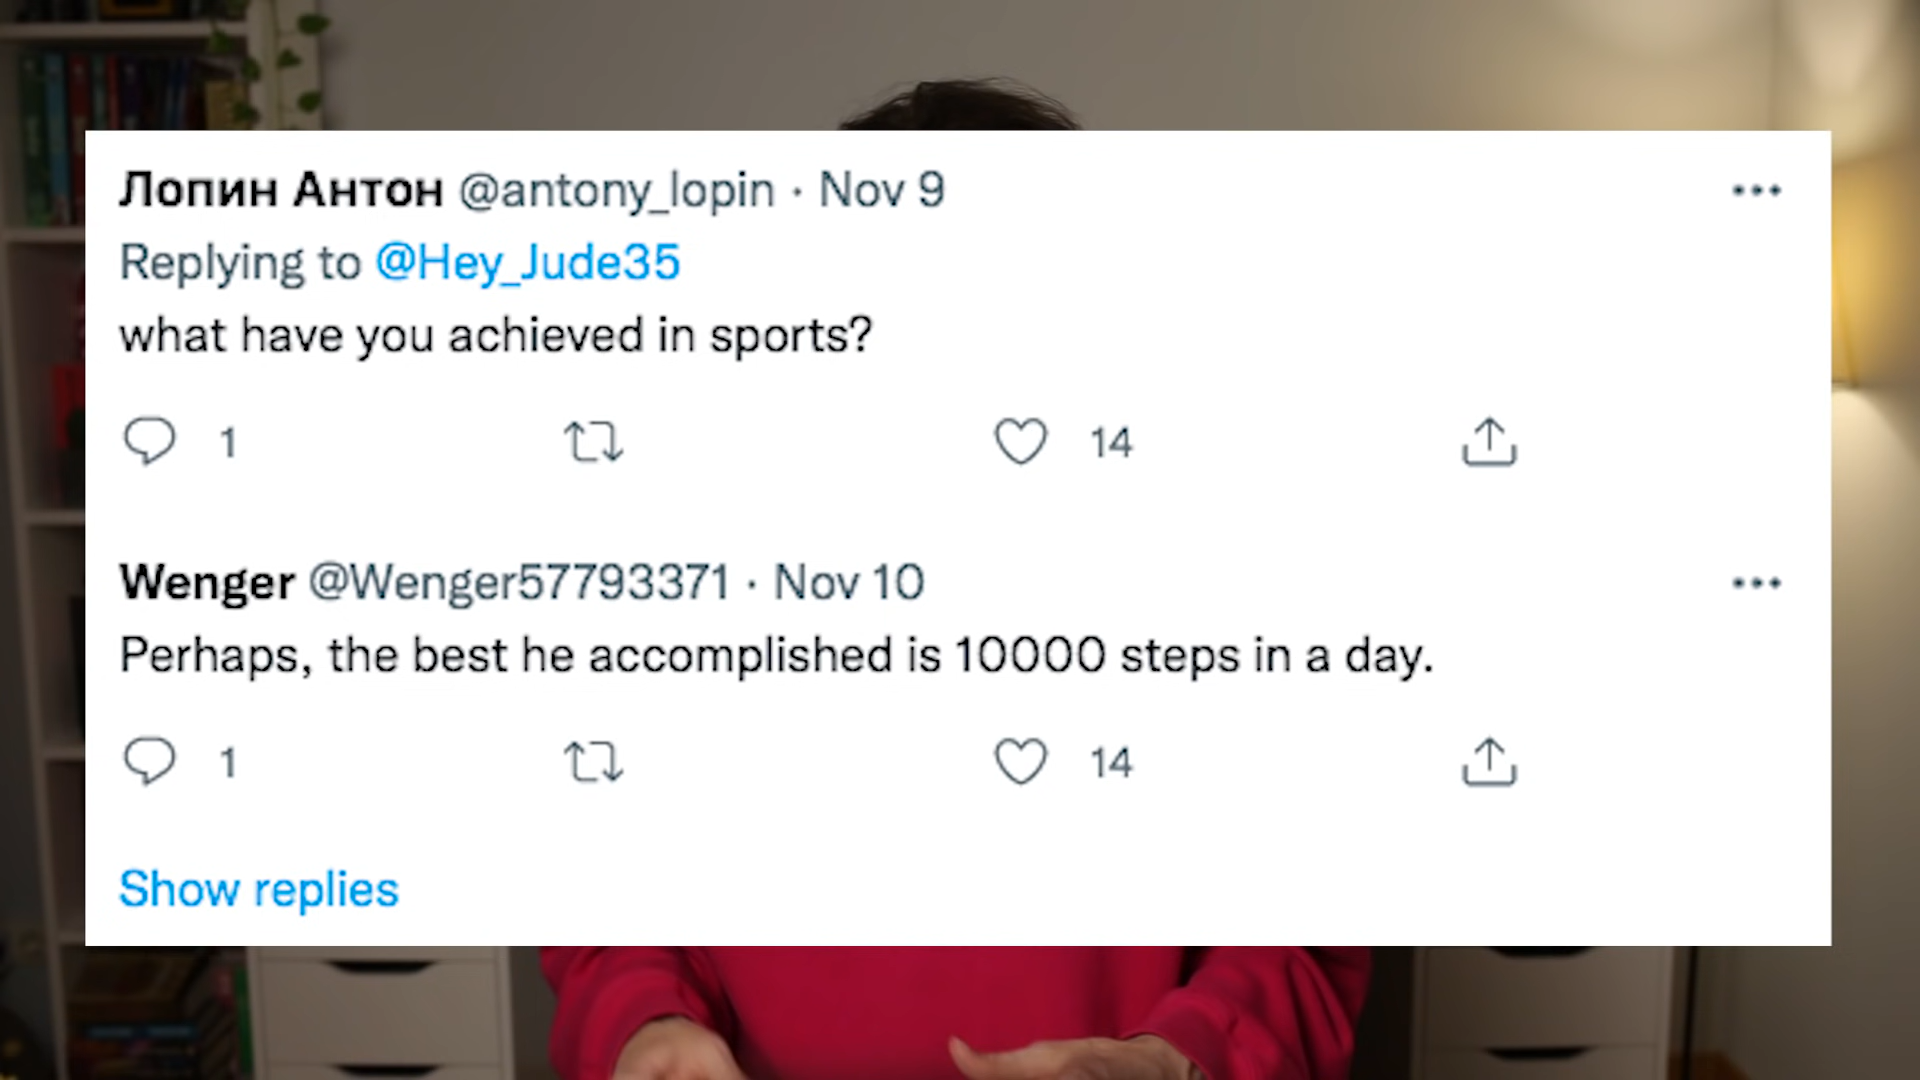 Лопин Антон @antony_lopin · Nov 9
Replying to @Hey_Jude35
what have you achieved in sports?
1 14
Wenger @Wenger57793371 · Nov 10
Perhaps, the best he accomplished is 10000 steps in a day.
1 14
Show replies